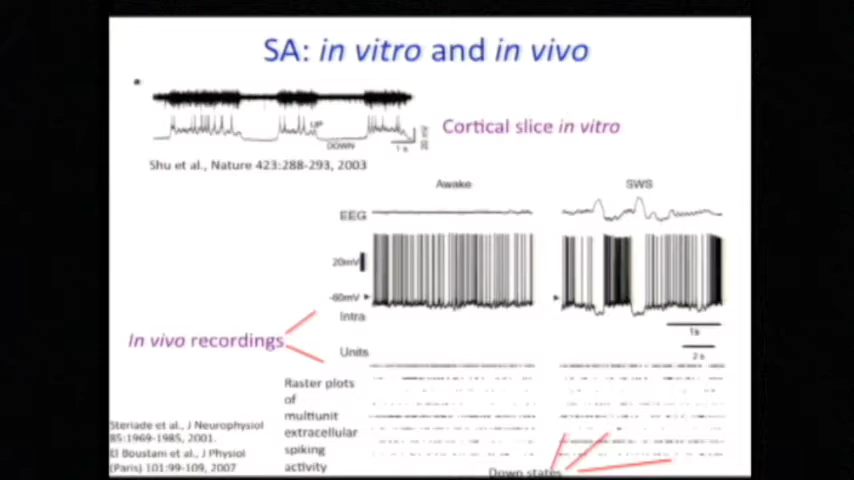 SA: in vitro and in vivo
UP
DOWN
1 s
20 mV
Cortical slice in vitro
Shu et al., Nature 423:288-293, 2003
Awake
SWS
EEG
20mV
-60mV
Intra
1s
In vivo recordings
Units
2 s
Raster plots
of
multiunit
extracellular
spiking
activity
Steriade et al., J Neurophysiol
85:1969-1985, 2001.
El Boustani et al., J Physiol
(Paris) 101:99-109, 2007
Down states